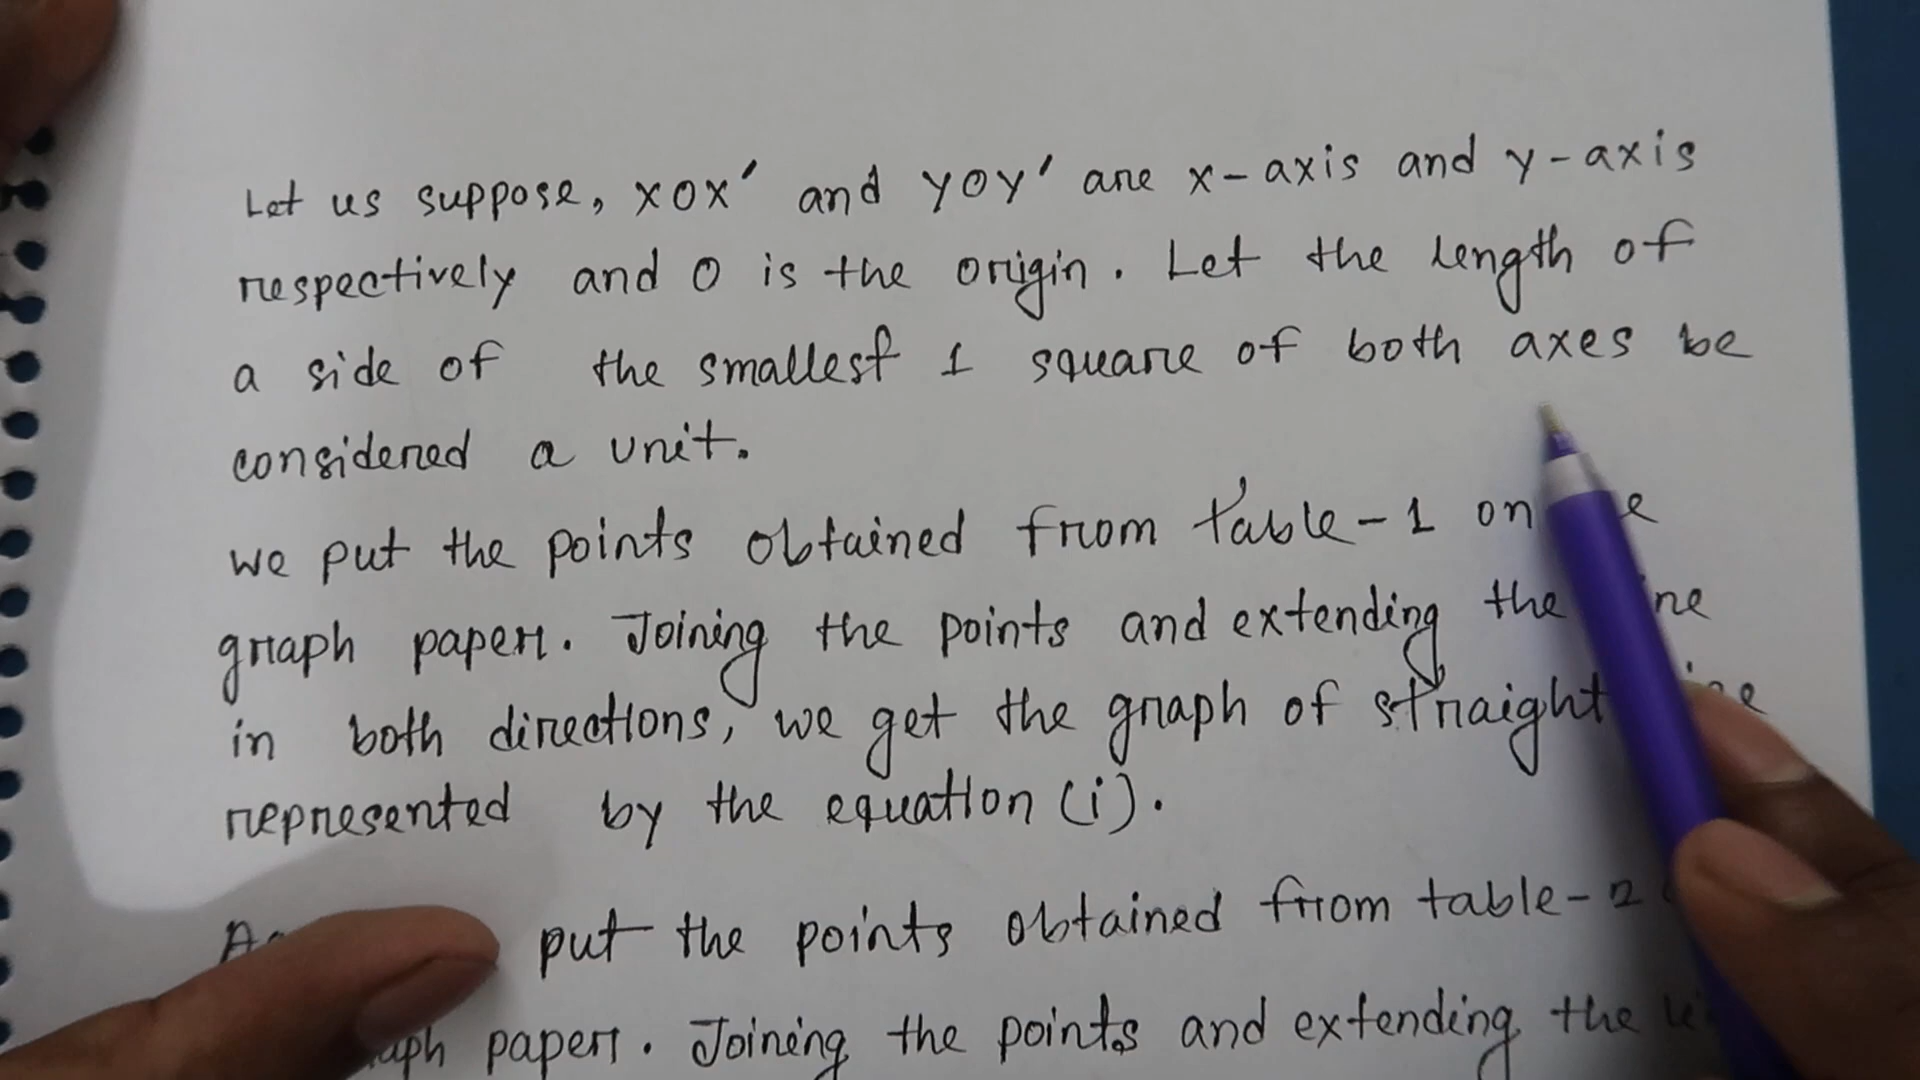 Let us suppose, XOX' and YOY' are x-axis and y-axis
respectively and O is the origin. Let the length of
a side of the smallest 1 square of both axes be
considered a unit.
We put the points obtained from table-1 on
graph paper. Joining the points and extending the
in both directions, we get the graph of straight
represented by the equation (i).
put the points obtained from table-2
paper. Joining the points and extending the